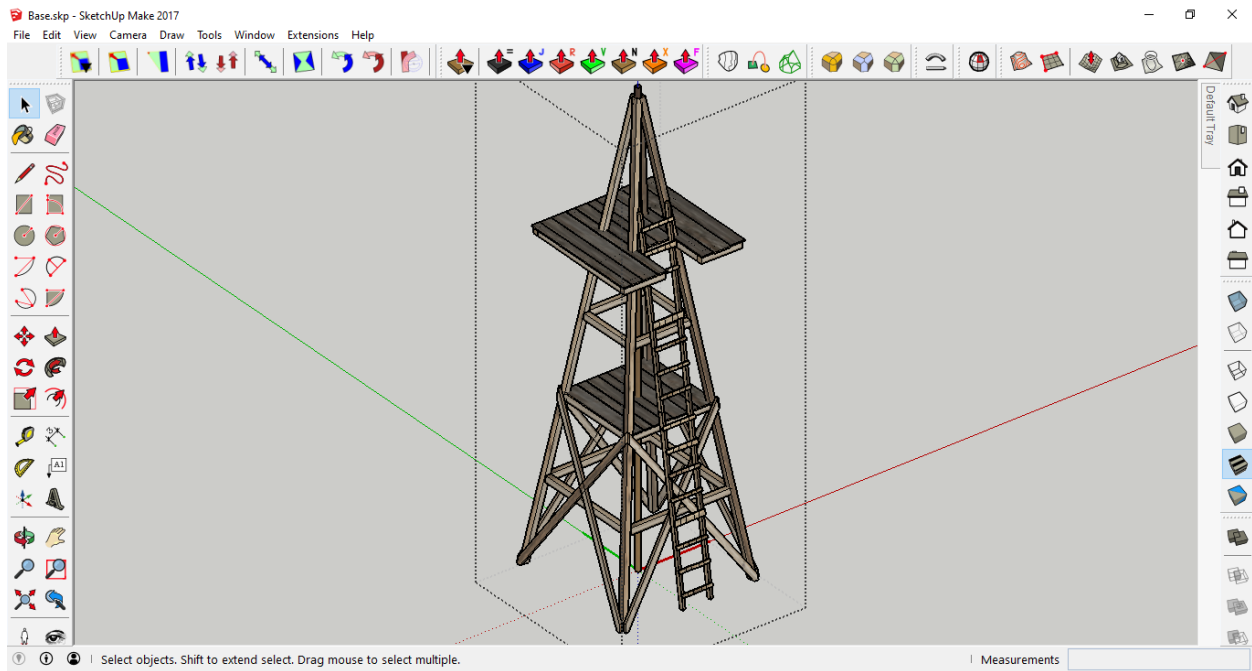 Base.skp - SketchUp Make 2017
File Edit View Camera Draw Tools Window Extensions Help
= J R V N X F
Default Tray
A1
Select objects. Shift to extend select. Drag mouse to select multiple.
Measurements